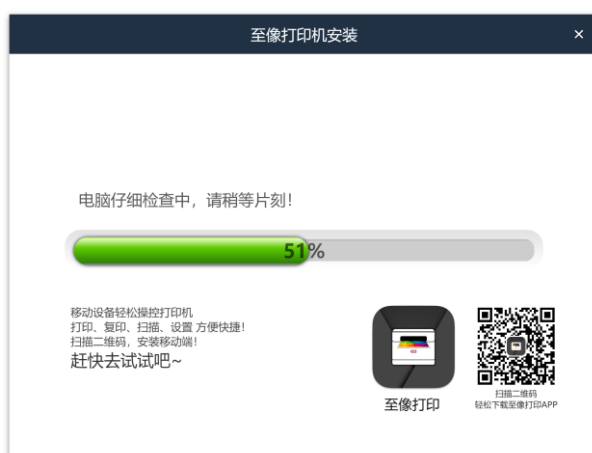 至像打印机安装
×
电脑仔细检查中，请稍等片刻！
51%
移动设备轻松操控打印机
打印、复印、扫描、设置 方便快捷！
扫描二维码，安装移动端！
赶快去试试吧~
至像打印
扫描二维码
轻松下载至像打印APP